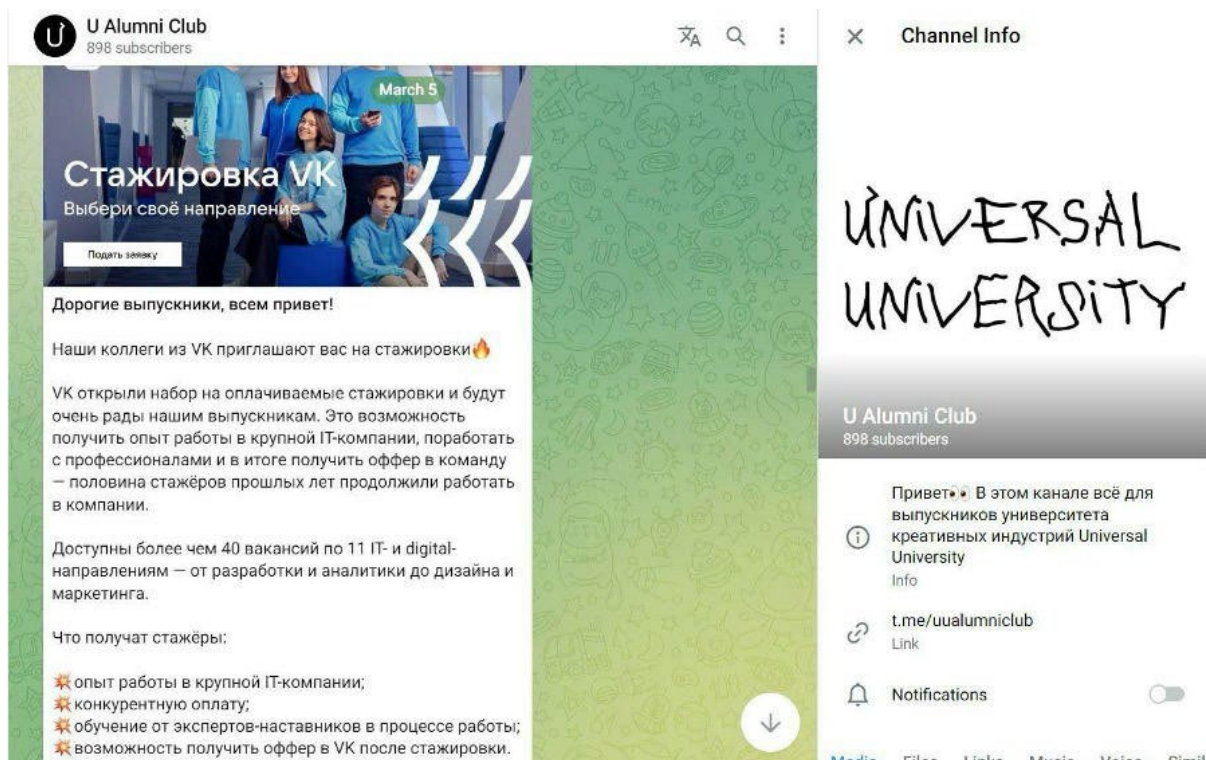 U Alumni Club
898 subscribers
March 5
Стажировка VK
Выбери своё направление
Подать заявку
Дорогие выпускники, всем привет!
Наши коллеги из VK приглашают вас на стажировки🔥
VK открыли набор на оплачиваемые стажировки и будут
очень рады нашим выпускникам. Это возможность
получить опыт работы в крупной IT-компании, поработать
с профессионалами и в итоге получить оффер в команду
— половина стажёров прошлых лет продолжили работать
в компании.
Доступны более чем 40 вакансий по 11 IT- и digital-
направлениям — от разработки и аналитики до дизайна и
маркетинга.
Что получат стажёры:
💥опыт работы в крупной IT-компании;
💥конкурентную оплату;
💥обучение от экспертов-наставников в процессе работы;
💥возможность получить оффер в VK после стажировки.
Channel Info
UNIVERSAL
UNIVERSITY
U Alumni Club
898 subscribers
Привет👀 В этом канале всё для
выпускников университета
креативных индустрий Universal
University
Info
t.me/uualumniclub
Link
Notifications